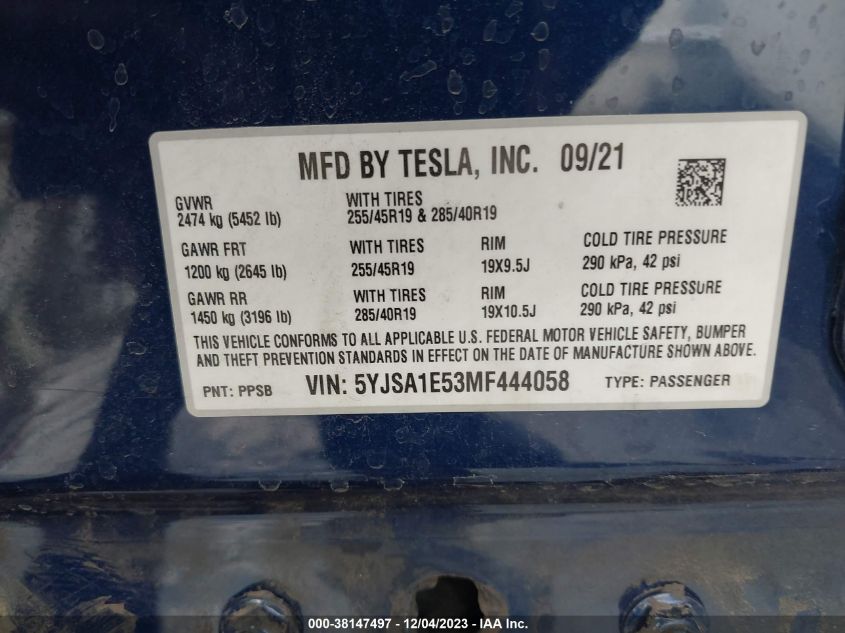 MFD BY TESLA, INC. 09/21
GVWR WITH TIRES
2474 kg (5452 lb) 255/45R19 & 285/40R19
GAWR FRT WITH TIRES RIM COLD TIRE PRESSURE
1200 kg (2645 lb) 255/45R19 19X9.5J 290 kPa, 42 psi
GAWR RR WITH TIRES RIM COLD TIRE PRESSURE
1450 kg (3196 lb) 285/40R19 19X10.5J 290 kPa, 42 psi
THIS VEHICLE CONFORMS TO ALL APPLICABLE U.S. FEDERAL MOTOR VEHICLE SAFETY, BUMPER
AND THEFT PREVENTION STANDARDS IN EFFECT ON THE DATE OF MANUFACTURE SHOWN ABOVE.
PNT: PPSB VIN: 5YJSA1E53MF444058 TYPE: PASSENGER
000-38147497 - 12/04/2023 - IAA Inc.